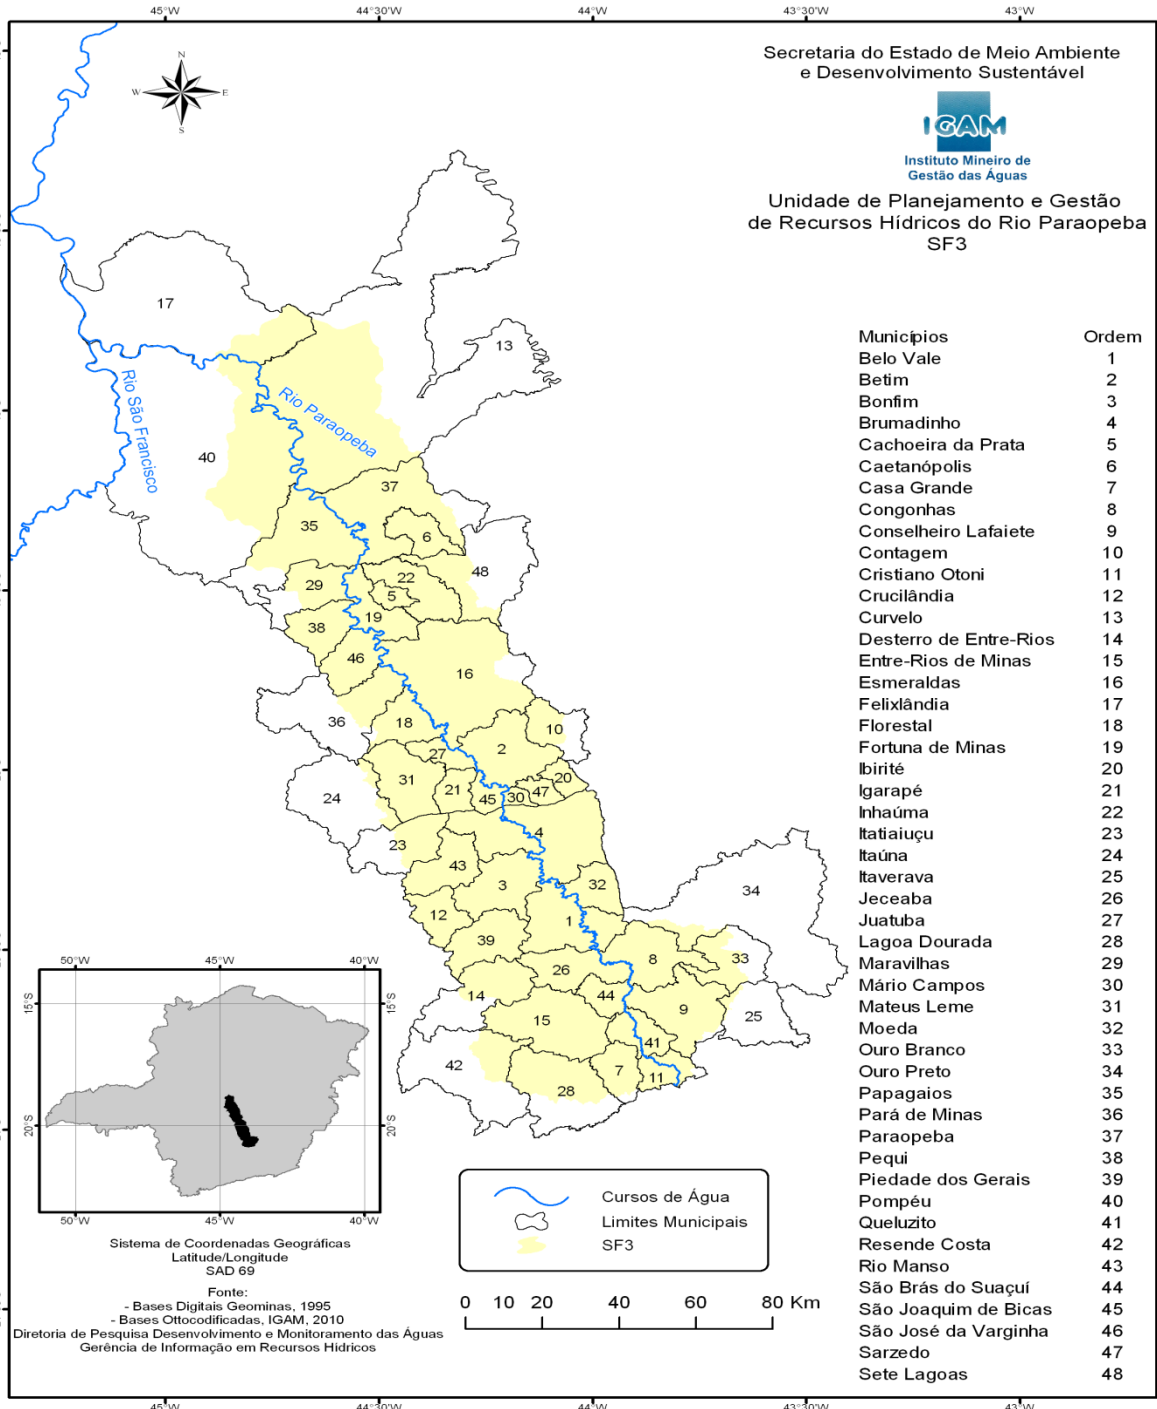 45°W 44°30'W 44°W 43°30'W 43°W
N
W E
S
Secretaria do Estado de Meio Ambiente
e Desenvolvimento Sustentável
IGAM
Instituto Mineiro de
Gestão das Águas
Unidade de Planejamento e Gestão
de Recursos Hídricos do Rio Paraopeba
SF3
Municípios Ordem
Belo Vale 1
Betim 2
Bonfim 3
Brumadinho 4
Cachoeira da Prata 5
Caetanópolis 6
Casa Grande 7
Congonhas 8
Conselheiro Lafaiete 9
Contagem 10
Cristiano Otoni 11
Crucilândia 12
Curvelo 13
Desterro de Entre-Rios 14
Entre-Rios de Minas 15
Esmeraldas 16
Felixlândia 17
Florestal 18
Fortuna de Minas 19
Ibirité 20
Igarapé 21
Inhaúma 22
Itatiaiuçu 23
Itaúna 24
Itaverava 25
Jeceaba 26
Juatuba 27
Lagoa Dourada 28
Maravilhas 29
Mário Campos 30
Mateus Leme 31
Moeda 32
Ouro Branco 33
Ouro Preto 34
Papagaios 35
Pará de Minas 36
Paraopeba 37
Pequi 38
Piedade dos Gerais 39
Pompéu 40
Queluzito 41
Resende Costa 42
Rio Manso 43
São Brás do Suaçuí 44
São Joaquim de Bicas 45
São José da Varginha 46
Sarzedo 47
Sete Lagoas 48
17
13
Rio São Francisco
Rio Paraopeba
40
37
35
6
48
22
29
5
19
38
46
16
36
18
10
2
27
31
20
21
47
24
45
30
4
23
43
3
32
34
12
1
39
8
33
26
14
44
9
25
15
41
42
7
11
28
50°W 45°W 40°W
15°S 15°S
20°S 20°S
50°W 45°W 40°W
Sistema de Coordenadas Geográficas
Latitude/Longitude
SAD 69
Fonte:
- Bases Digitais Geominas, 1995
- Bases Ottocodificadas, IGAM, 2010
Diretoria de Pesquisa Desenvolvimento e Monitoramento das Águas
Gerência de Informação em Recursos Hídricos
Cursos de Água
Limites Municipais
SF3
0 10 20 40 60 80 Km
45°W 44°30'W 44°W 43°30'W 43°W